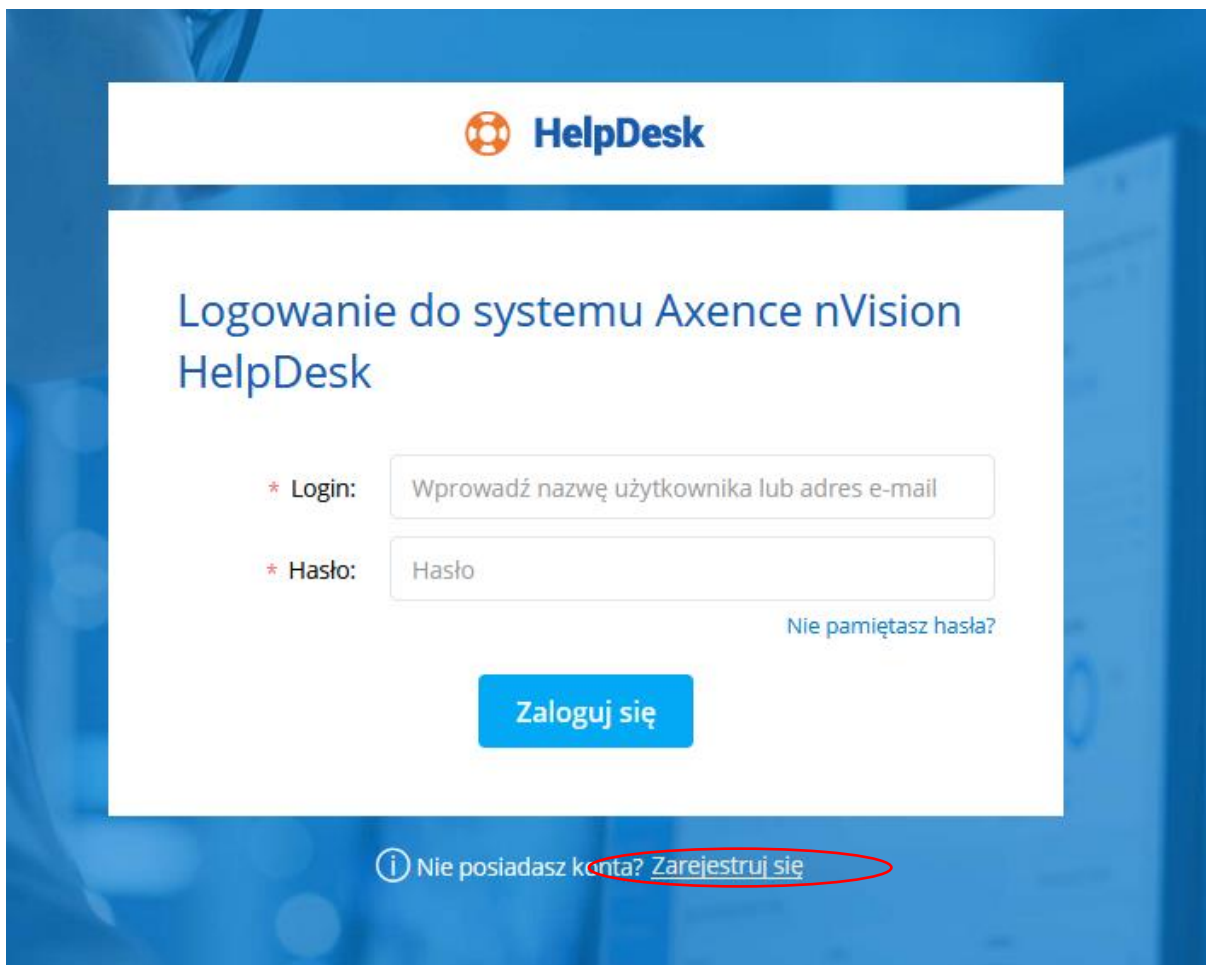 HelpDesk
Logowanie do systemu Axence nVision
HelpDesk
* Login: Wprowadź nazwę użytkownika lub adres e-mail
* Hasło: Hasło
Nie pamiętasz hasła?
Zaloguj się
Nie posiadasz konta? Zarejestruj się